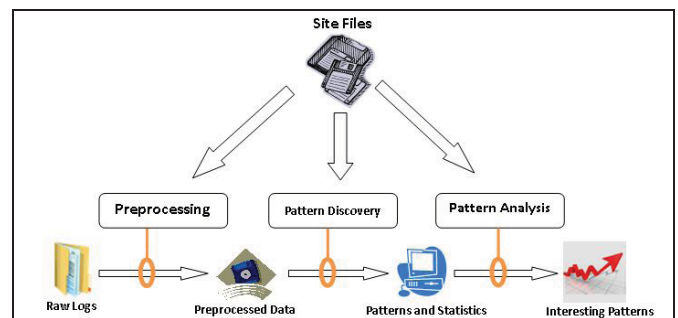 Site Files
Preprocessing
Pattern Discovery
Pattern Analysis
Raw Logs
Preprocessed Data
Patterns and Statistics
Interesting Patterns